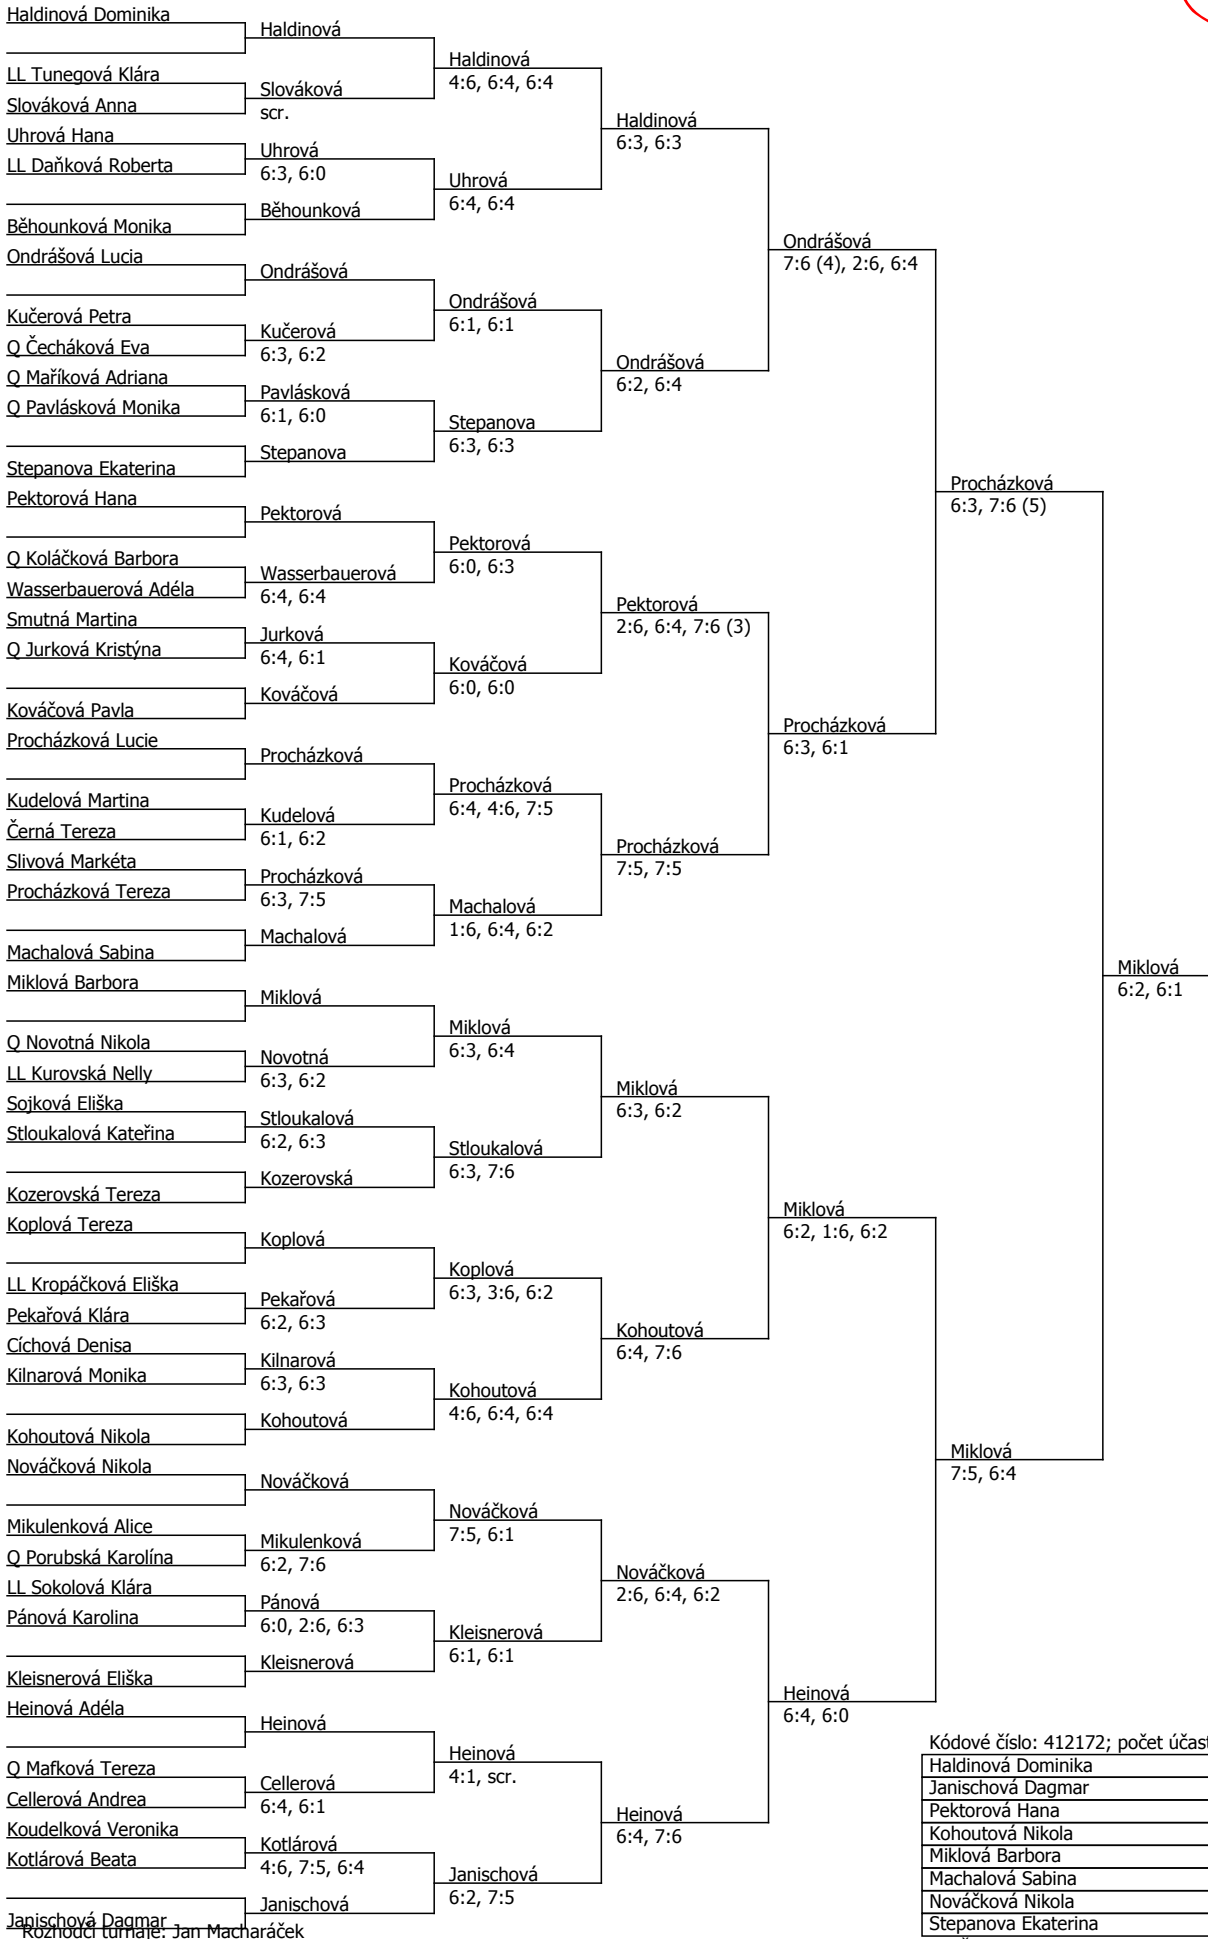 Haldinová Dominika
LL Tunegová Klára
Slováková Anna
Uhrová Hana
LL Daňková Roberta
Běhounková Monika
Ondrášová Lucia
Kučerová Petra
Q Čecháková Eva
Q Maříková Adriana
Q Pavlásková Monika
Stepanova Ekaterina
Pektorová Hana
Q Koláčková Barbora
Wasserbauerová Adéla
Smutná Martina
Q Jurková Kristýna
Kováčová Pavla
Procházková Lucie
Kudelová Martina
Černá Tereza
Slivová Markéta
Procházková Tereza
Machalová Sabina
Miklová Barbora
Q Novotná Nikola
LL Kurovská Nelly
Sojková Eliška
Stloukalová Kateřina
Kozerovská Tereza
Koplová Tereza
LL Kropáčková Eliška
Pekařová Klára
Cíchová Denisa
Kilnarová Monika
Kohoutová Nikola
Nováčková Nikola
Mikulenková Alice
Q Porubská Karolína
LL Sokolová Klára
Pánová Karolina
Kleisnerová Eliška
Heinová Adéla
Q Mafková Tereza
Cellerová Andrea
Koudelková Veronika
Kotlárová Beata
Janischová Dagmar
Rozhodčí turnaje: Jan Macharáček
Haldinová
Slováková
scr.
Uhrová
6:3, 6:0
Běhounková
Ondrášová
Kučerová
6:3, 6:2
Pavlásková
6:1, 6:0
Stepanova
Pektorová
Wasserbauerová
6:4, 6:4
Jurková
6:4, 6:1
Kováčová
Procházková
Kudelová
6:1, 6:2
Procházková
6:3, 7:5
Machalová
Miklová
Novotná
6:3, 6:2
Stloukalová
6:2, 6:3
Kozerovská
Koplová
Pekařová
6:2, 6:3
Kilnarová
6:3, 6:3
Kohoutová
Nováčková
Mikulenková
6:2, 7:6
Pánová
6:0, 2:6, 6:3
Kleisnerová
Heinová
Cellerová
6:4, 6:1
Kotlárová
4:6, 7:5, 6:4
Janischová
Haldinová
4:6, 6:4, 6:4
Uhrová
6:4, 6:4
Ondrášová
6:1, 6:1
Stepanova
6:3, 6:3
Pektorová
6:0, 6:3
Kováčová
6:0, 6:0
Procházková
6:4, 4:6, 7:5
Machalová
1:6, 6:4, 6:2
Miklová
6:3, 6:4
Stloukalová
6:3, 7:6
Koplová
6:3, 3:6, 6:2
Kohoutová
4:6, 6:4, 6:4
Nováčková
7:5, 6:1
Kleisnerová
6:1, 6:1
Heinová
4:1, scr.
Janischová
6:2, 7:5
Haldinová
6:3, 6:3
Ondrášová
6:2, 6:4
Pektorová
2:6, 6:4, 7:6 (3)
Procházková
7:5, 7:5
Miklová
6:3, 6:2
Kohoutová
6:4, 7:6
Nováčková
2:6, 6:4, 6:2
Heinová
6:4, 7:6
Ondrášová
7:6 (4), 2:6, 6:4
Procházková
6:3, 6:1
Miklová
6:2, 1:6, 6:2
Heinová
6:4, 6:0
Procházková
6:3, 7:6 (5)
Miklová
7:5, 6:4
Miklová
6:2, 6:1
Kódové číslo: 412172; počet účast
Haldinová Dominika
Janischová Dagmar
Pektorová Hana
Kohoutová Nikola
Miklová Barbora
Machalová Sabina
Nováčková Nikola
Stepanova Ekaterina